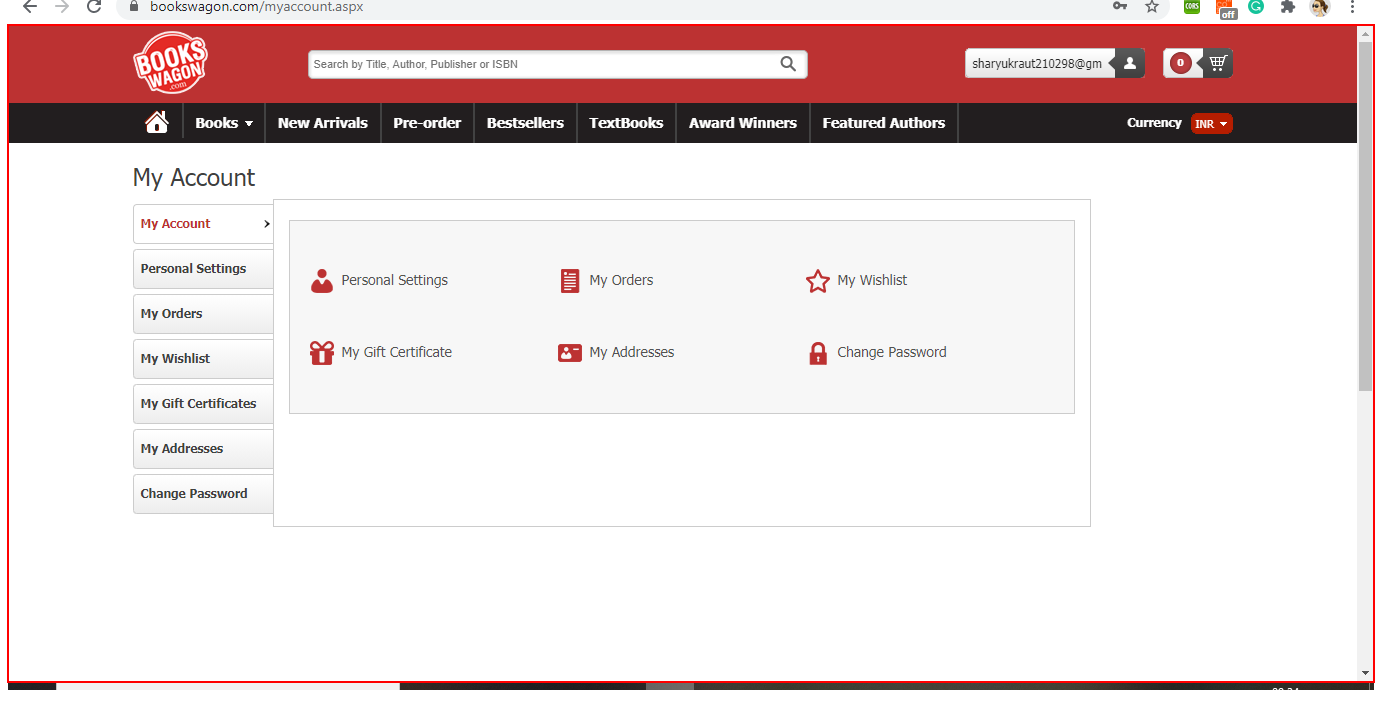 bookswagon.com/myaccount.aspx
CORS
off
G
BOOKS
WAGON
.com
Search by Title, Author, Publisher or ISBN
sharyukraut210298@gm
0
Books
New Arrivals
Pre-order
Bestsellers
TextBooks
Award Winners
Featured Authors
Currency
INR
My Account
My Account
Personal Settings
My Orders
My Wishlist
My Gift Certificates
My Addresses
Change Password
Personal Settings
My Orders
My Wishlist
My Gift Certificate
My Addresses
Change Password